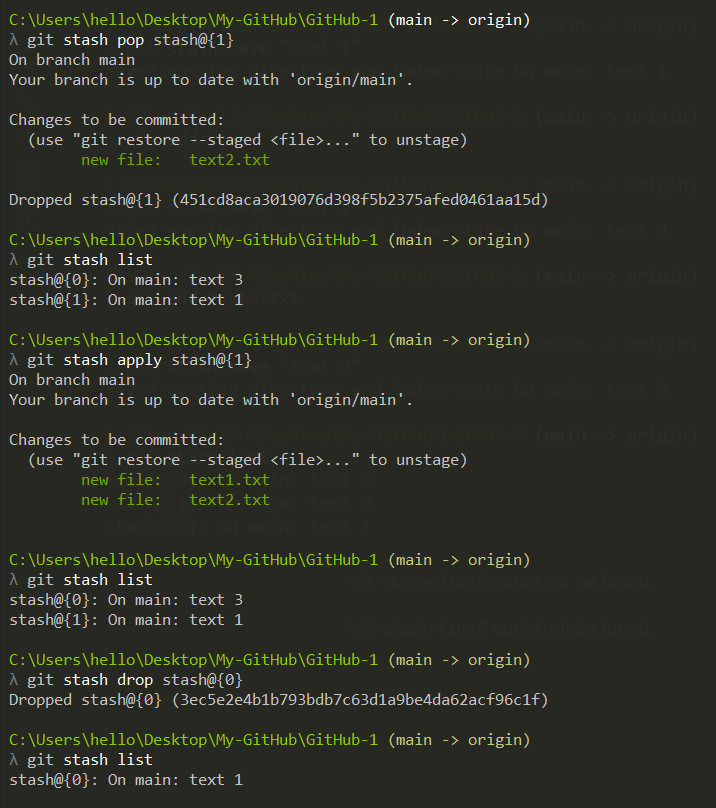 C:\Users\hello\Desktop\My-GitHub\GitHub-1 (main -> origin)
λ git stash pop stash@{1}
On branch main
Your branch is up to date with 'origin/main'.
Changes to be committed:
  (use "git restore --staged <file>..." to unstage)
        new file:   text2.txt
Dropped stash@{1} (451cd8aca3019076d398f5b2375afed0461aa15d)
C:\Users\hello\Desktop\My-GitHub\GitHub-1 (main -> origin)
λ git stash list
stash@{0}: On main: text 3
stash@{1}: On main: text 1
C:\Users\hello\Desktop\My-GitHub\GitHub-1 (main -> origin)
λ git stash apply stash@{1}
On branch main
Your branch is up to date with 'origin/main'.
Changes to be committed:
  (use "git restore --staged <file>..." to unstage)
        new file:   text1.txt
        new file:   text2.txt
C:\Users\hello\Desktop\My-GitHub\GitHub-1 (main -> origin)
λ git stash list
stash@{0}: On main: text 3
stash@{1}: On main: text 1
C:\Users\hello\Desktop\My-GitHub\GitHub-1 (main -> origin)
λ git stash drop stash@{0}
Dropped stash@{0} (3ec5e2e4b1b793bdb7c63d1a9be4da62acf96c1f)
C:\Users\hello\Desktop\My-GitHub\GitHub-1 (main -> origin)
λ git stash list
stash@{0}: On main: text 1